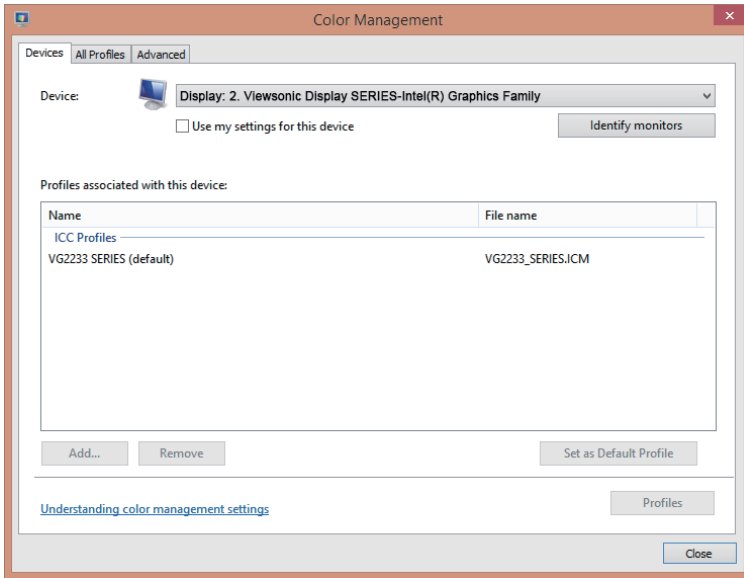 Color Management
Devices All Profiles Advanced
Device: Display: 2. Viewsonic Display SERIES-Intel(R) Graphics Family
Use my settings for this device Identify monitors
Profiles associated with this device:
Name File name
ICC Profiles
VG2233 SERIES (default) VG2233_SERIES.ICM
Add... Remove Set as Default Profile
Understanding color management settings Profiles
Close